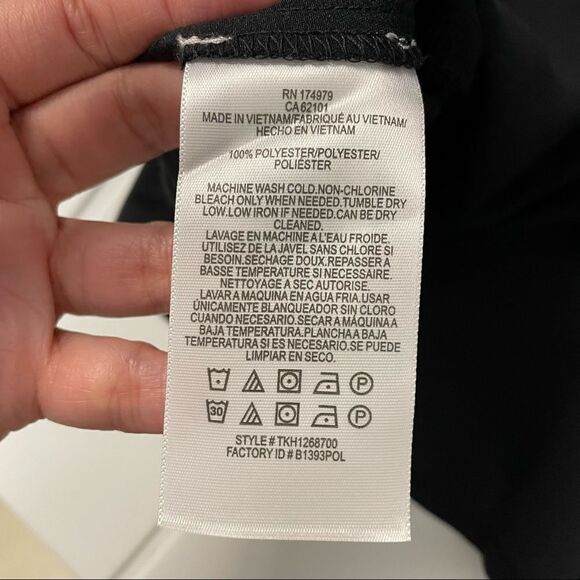 RN 174979
CA 62101
MADE IN VIETNAM/FABRIQUÉ AU VIETNAM/
HECHO EN VIETNAM
100% POLYESTER/POLYESTER/
POLIÉSTER
MACHINE WASH COLD.NON-CHLORINE
BLEACH ONLY WHEN NEEDED.TUMBLE DRY
LOW.LOW IRON IF NEEDED.CAN BE DRY
CLEANED.
LAVAGE EN MACHINE A L'EAU FROIDE.
UTILISEZ DE LA JAVEL SANS CHLORE SI
BESOIN.SECHAGE DOUX.REPASSER A
BASSE TEMPERATURE SI NECESSAIRE.
NETTOYAGE A SEC AUTORISE.
LAVAR A MAQUINA EN AGUA FRIA.USAR
ÚNICAMENTE BLANQUEADOR SIN CLORO
CUANDO NECESARIO.SECAR A MÁQUINA A
BAJA TEMPERATURA.PLANCHA A BAJA
TEMPERATURA SI ES NECESARIO.SE PUEDE
LIMPIAR EN SECO.
P
30 P
STYLE # TKH1268700
FACTORY ID # B1393POL